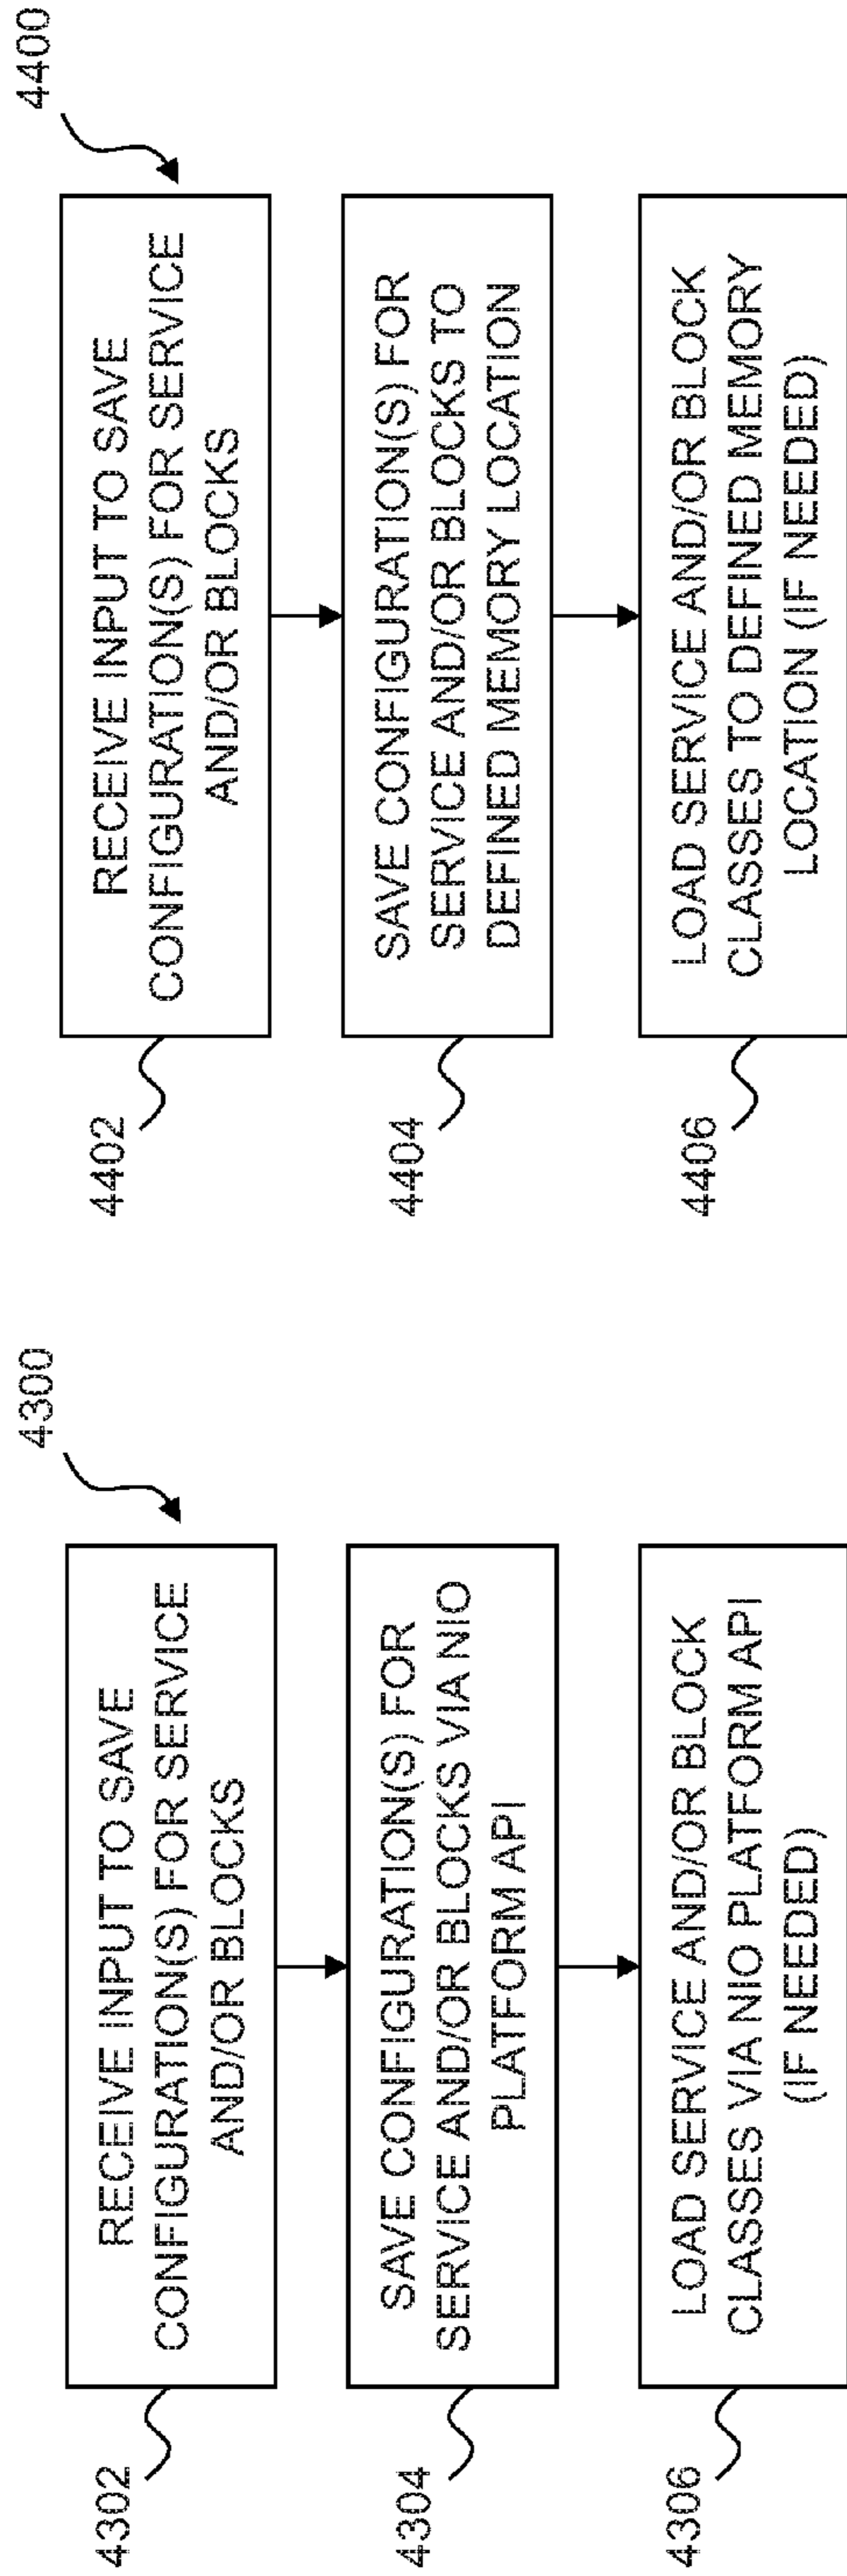 4300
4302
RECEIVE INPUT TO SAVE
CONFIGURATION(S) FOR SERVICE
AND/OR BLOCKS
4304
SAVE CONFIGURATION(S) FOR
SERVICE AND/OR BLOCKS VIA NIO
PLATFORM API
4306
LOAD SERVICE AND/OR BLOCK
CLASSES VIA NIO PLATFORM API
(IF NEEDED)
4400
4402
RECEIVE INPUT TO SAVE
CONFIGURATION(S) FOR SERVICE
AND/OR BLOCKS
4404
SAVE CONFIGURATION(S) FOR
SERVICE AND/OR BLOCKS TO
DEFINED MEMORY LOCATION
4406
LOAD SERVICE AND/OR BLOCK
CLASSES TO DEFINED MEMORY
LOCATION (IF NEEDED)